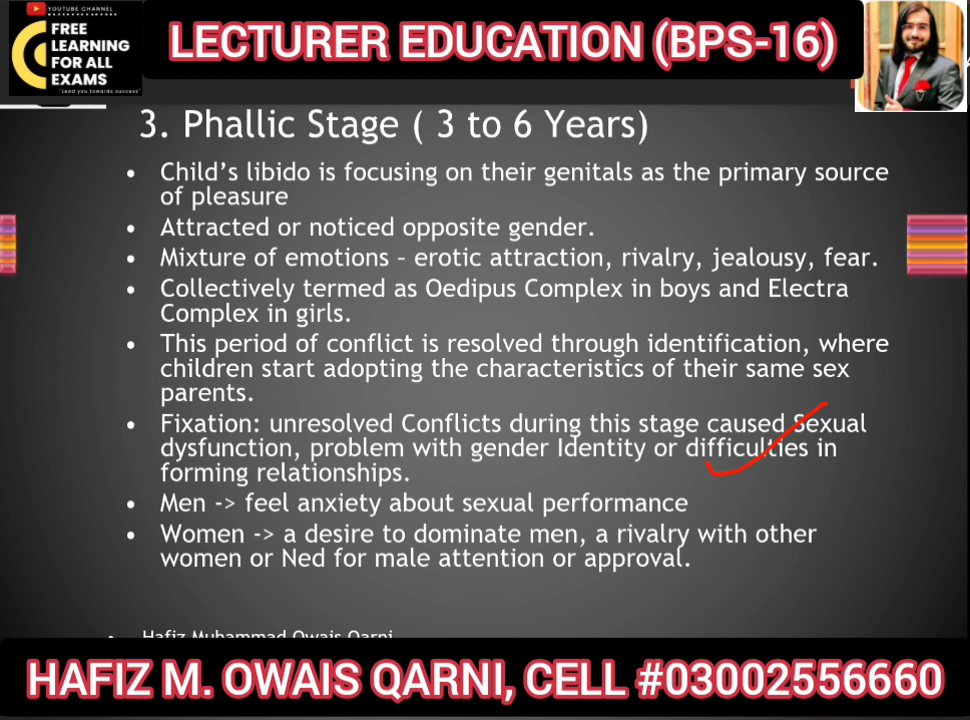 YOUTUBE CHANNEL
FREE
LEARNING
FOR ALL
EXAMS
"Lead you towards success"
LECTURER EDUCATION (BPS-16)
3. Phallic Stage ( 3 to 6 Years)
• Child's libido is focusing on their genitals as the primary source
of pleasure
• Attracted or noticed opposite gender.
• Mixture of emotions – erotic attraction, rivalry, jealousy, fear.
• Collectively termed as Oedipus Complex in boys and Electra
Complex in girls.
• This period of conflict is resolved through identification, where
children start adopting the characteristics of their same sex
parents.
• Fixation: unresolved Conflicts during this stage caused Sexual
dysfunction, problem with gender Identity or difficulties in
forming relationships.
• Men -> feel anxiety about sexual performance
• Women -> a desire to dominate men, a rivalry with other
women or Ned for male attention or approval.
• Hafiz Muhammad Owais Qarni
HAFIZ M. OWAIS QARNI, CELL #03002556660